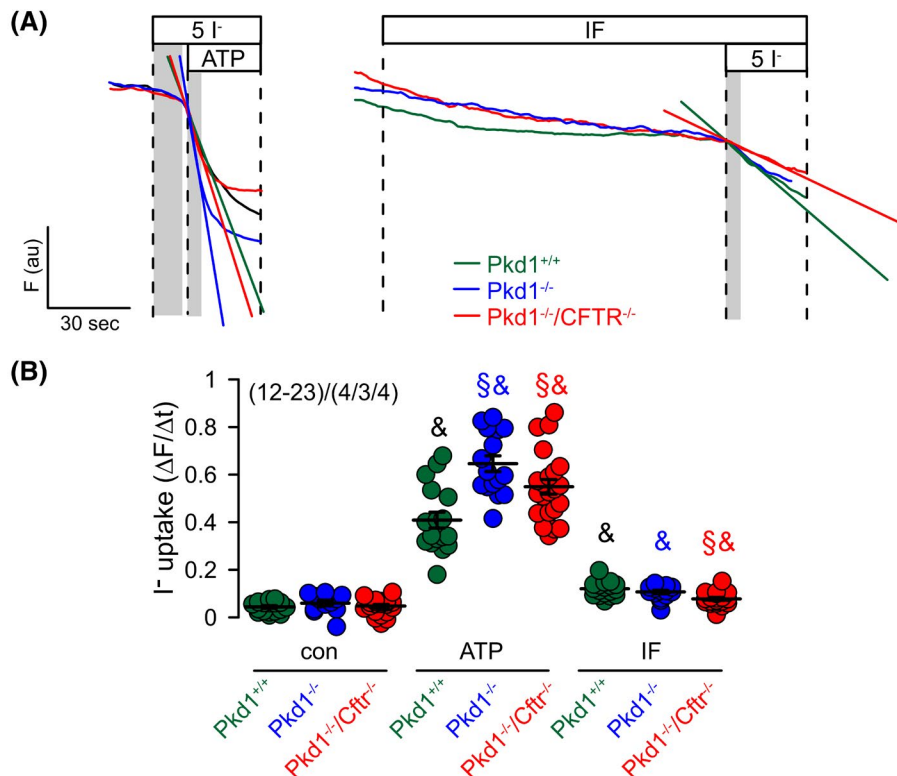 (A)
5 I⁻
ATP
IF
5 I⁻
F (au)
30 sec
Pkd1⁺/⁺
Pkd1⁻/⁻
Pkd1⁻/⁻/CFTR⁻/⁻
(B)
(12-23)/(4/3/4)
I⁻ uptake (ΔF/Δt)
1
0.8
0.6
0.4
0.2
0
&
§&
§&
&
&
§&
con
ATP
IF
Pkd1⁺/⁺
Pkd1⁻/⁻
Pkd1⁻/⁻/Cftr⁻/⁻
Pkd1⁺/⁺
Pkd1⁻/⁻
Pkd1⁻/⁻/Cftr⁻/⁻
Pkd1⁺/⁺
Pkd1⁻/⁻
Pkd1⁻/⁻/Cftr⁻/⁻